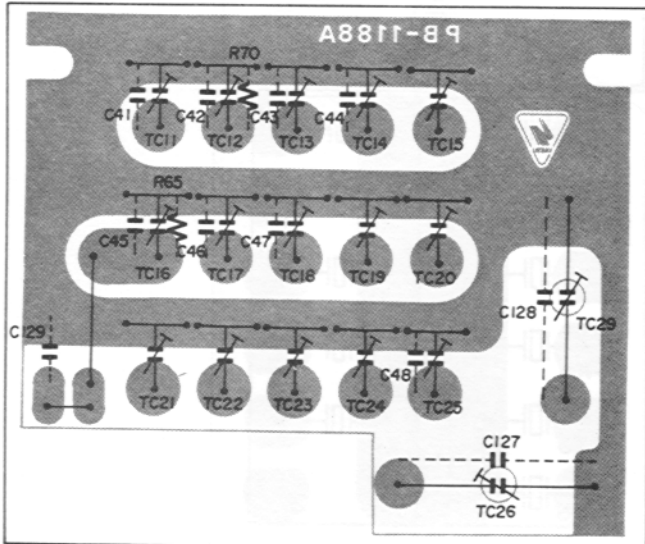 PB-1188A
R70
C41 C42 C43 C44
TC11 TC12 TC13 TC14 TC15
R65
C45 C46 C47
TC16 TC17 TC18 TC19 TC20
C128
TC29
C129
C48
TC21 TC22 TC23 TC24 TC25
C127
TC26